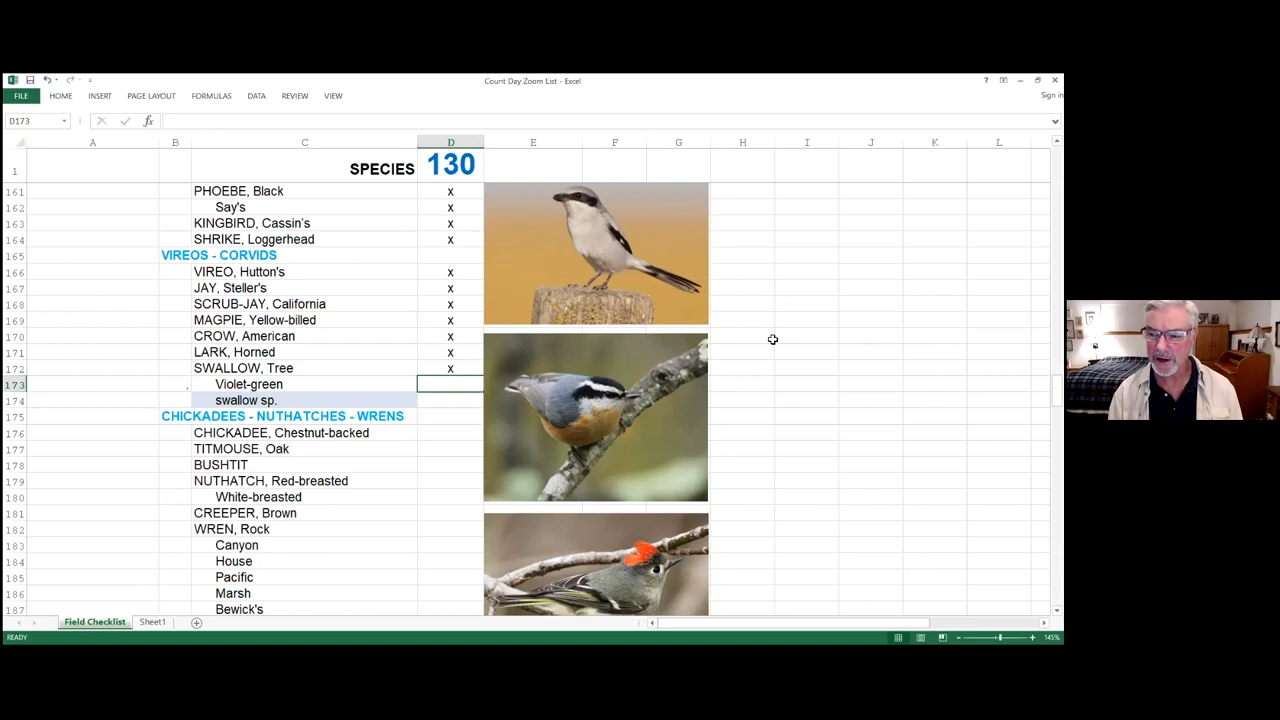 Count Day Zoom List - Excel
FILE HOME INSERT PAGE LAYOUT FORMULAS DATA REVIEW VIEW Sign in
D173 fx
A B C D E F G H I J K L
1 SPECIES 130
161 PHOEBE, Black x
162 Say's x
163 KINGBIRD, Cassin's x
164 SHRIKE, Loggerhead x
165 VIREOS - CORVIDS
166 VIREO, Hutton's x
167 JAY, Steller's x
168 SCRUB-JAY, California x
169 MAGPIE, Yellow-billed x
170 CROW, American x
171 LARK, Horned x
172 SWALLOW, Tree x
173 , Violet-green
174 swallow sp.
175 CHICKADEES - NUTHATCHES - WRENS
176 CHICKADEE, Chestnut-backed
177 TITMOUSE, Oak
178 BUSHTIT
179 NUTHATCH, Red-breasted
180 White-breasted
181 CREEPER, Brown
182 WREN, Rock
183 Canyon
184 House
185 Pacific
186 Marsh
187 Bewick's
Field Checklist Sheet1
READY 145%